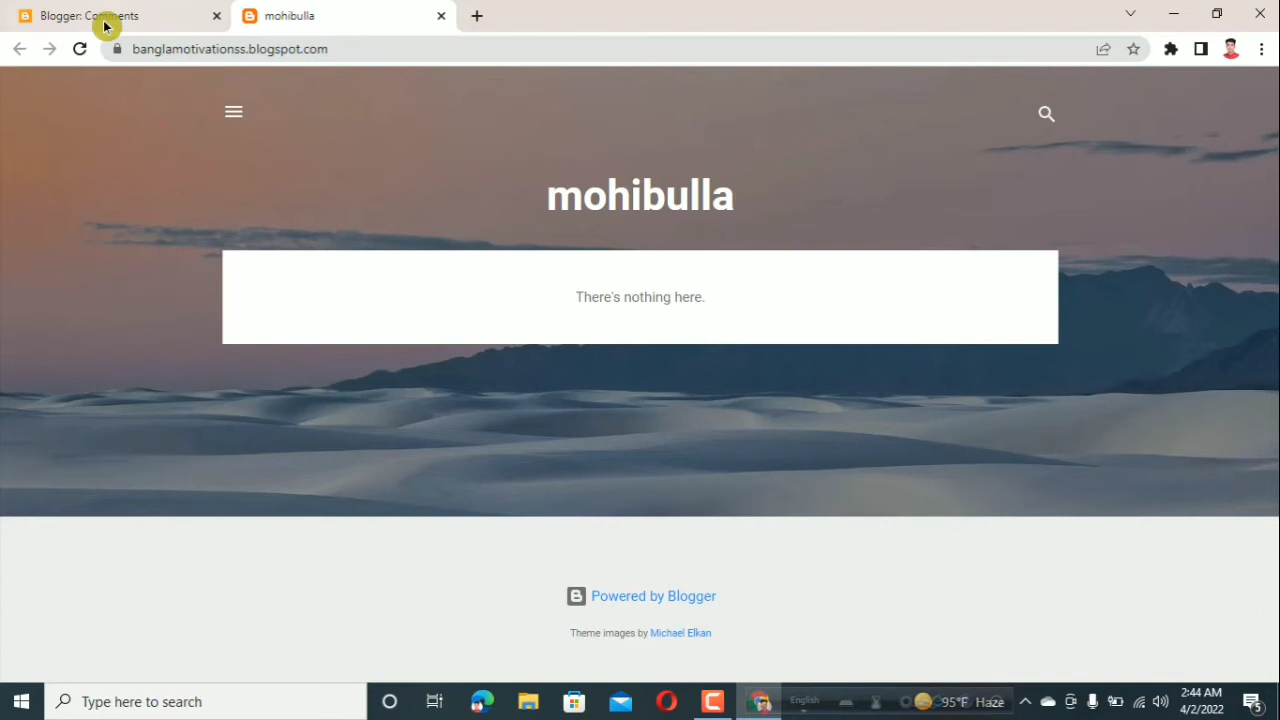 Blogger: Comments
mohibulla
banglamotivationss.blogspot.com
mohibulla
There's nothing here.
Powered by Blogger
Theme images by Michael Elkan
Type here to search
English
95°F Haze
2:44 AM
4/2/2022
5